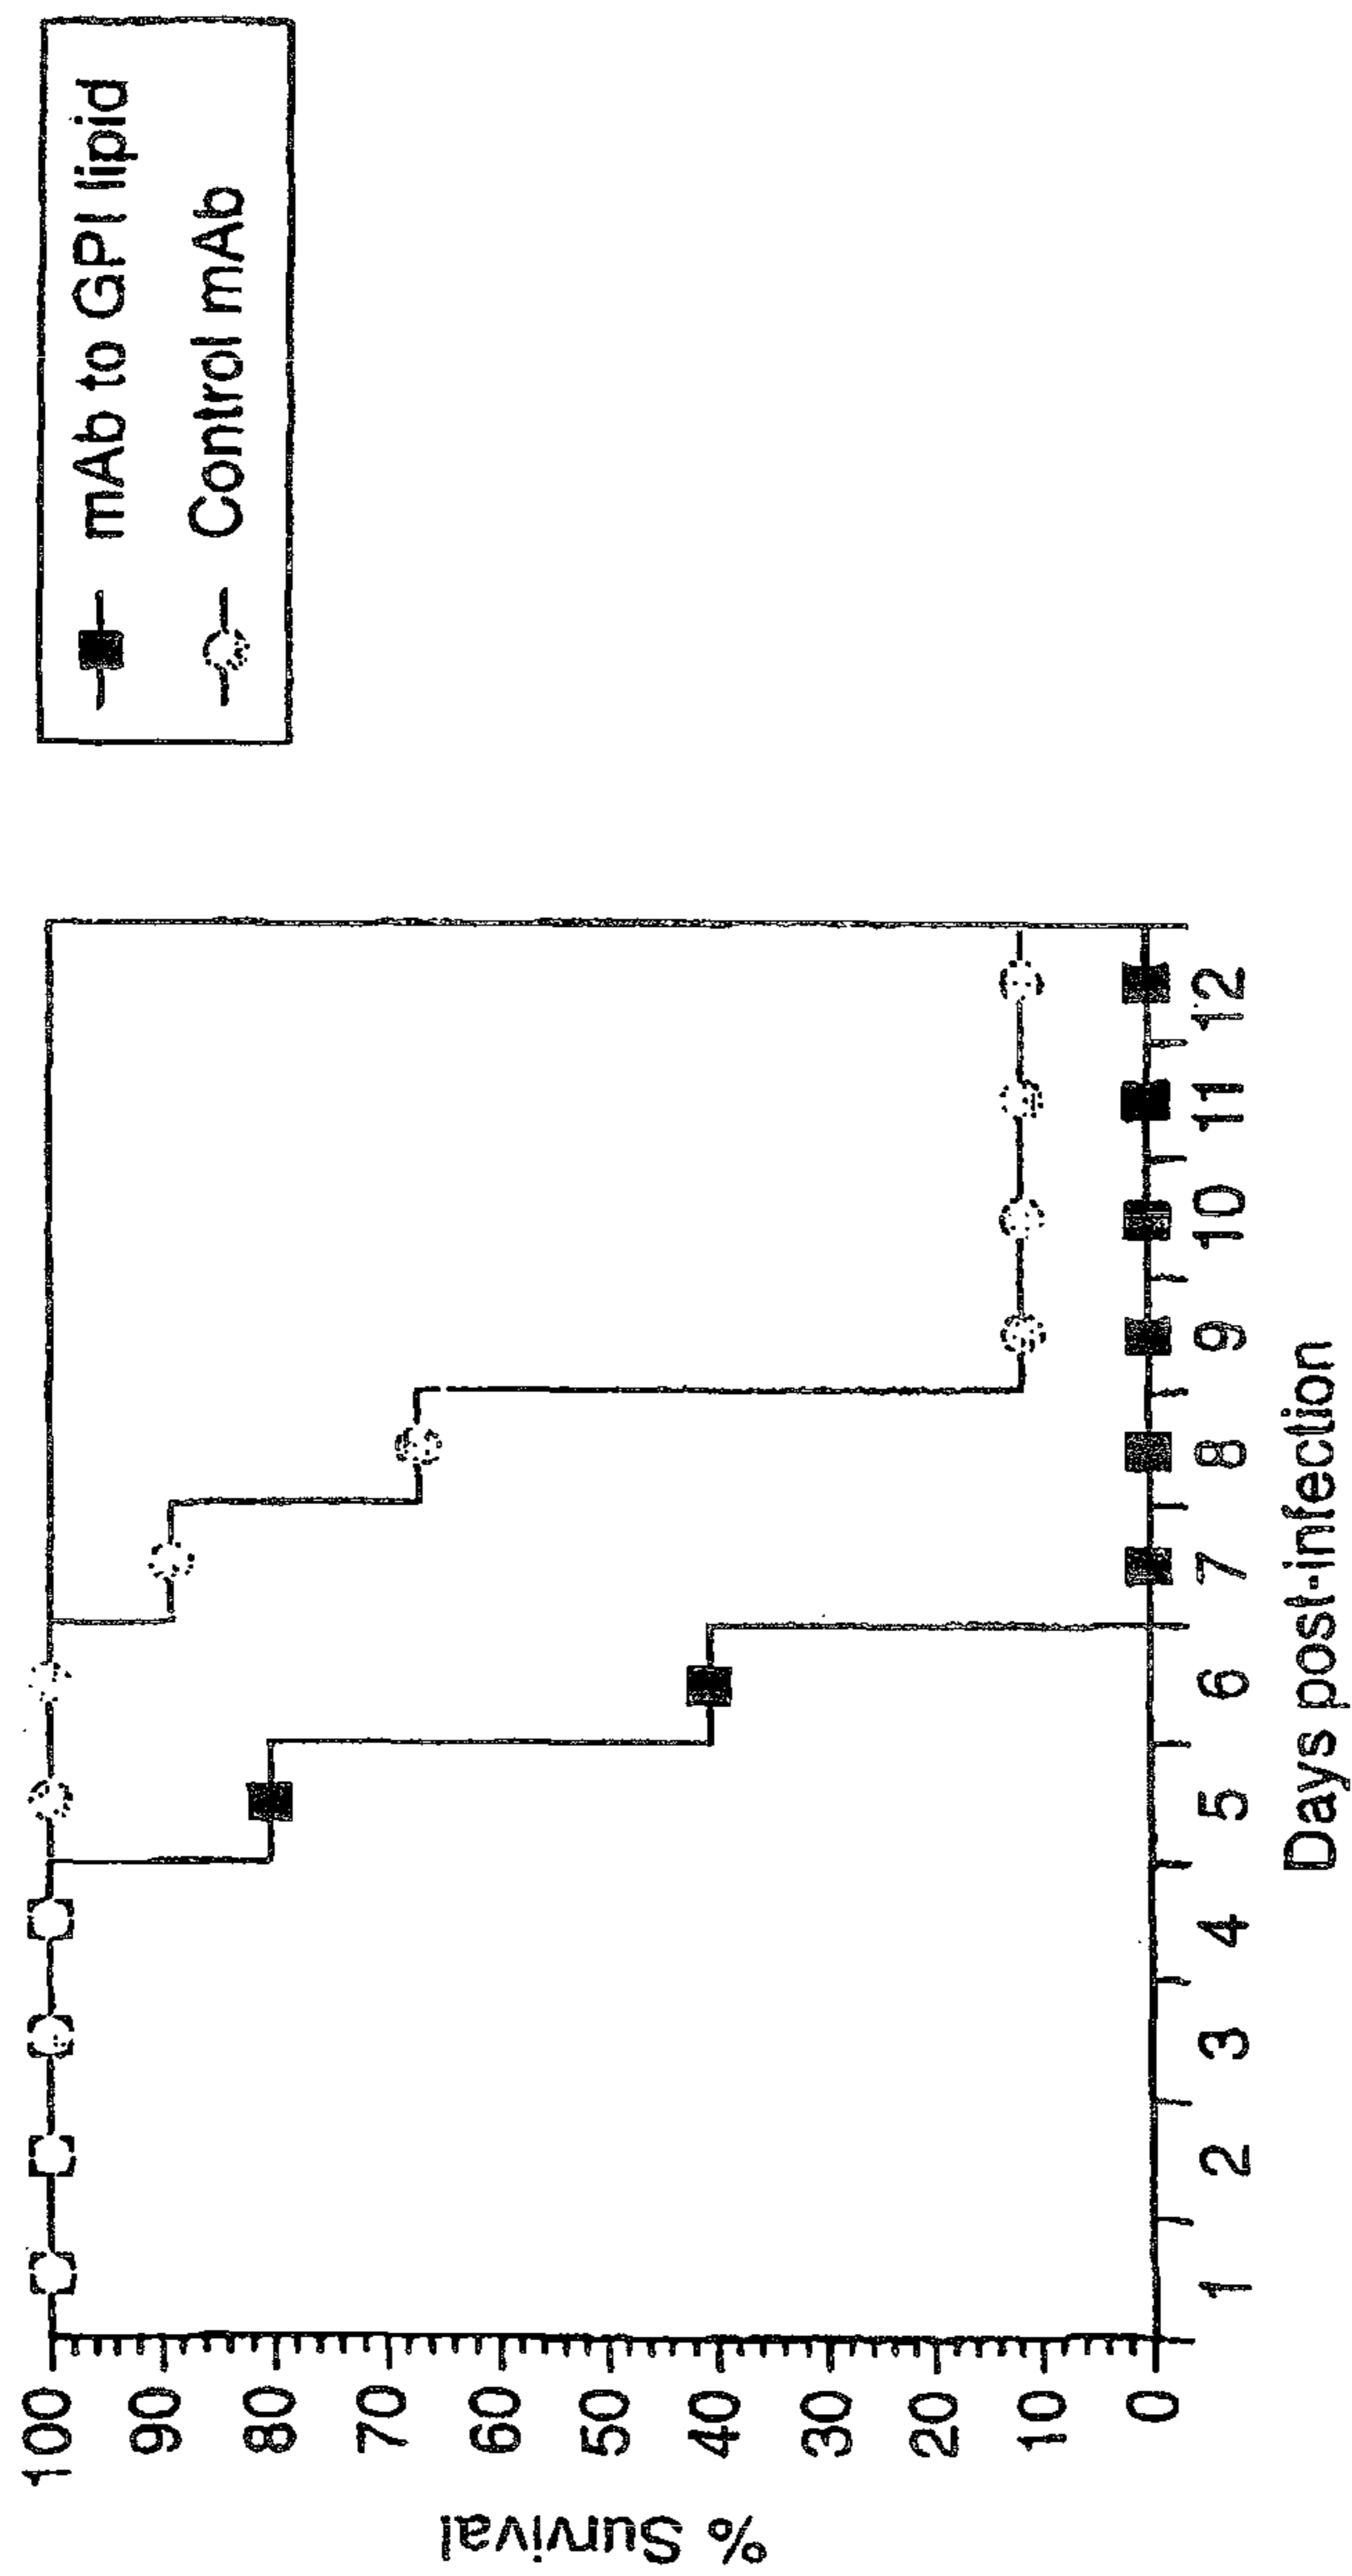 mAb to GPI lipid
Control mAb
% Survival
100
90
80
70
60
50
40
30
20
10
0
1 2 3 4 5 6 7 8 9 10 11 12
Days post-infection